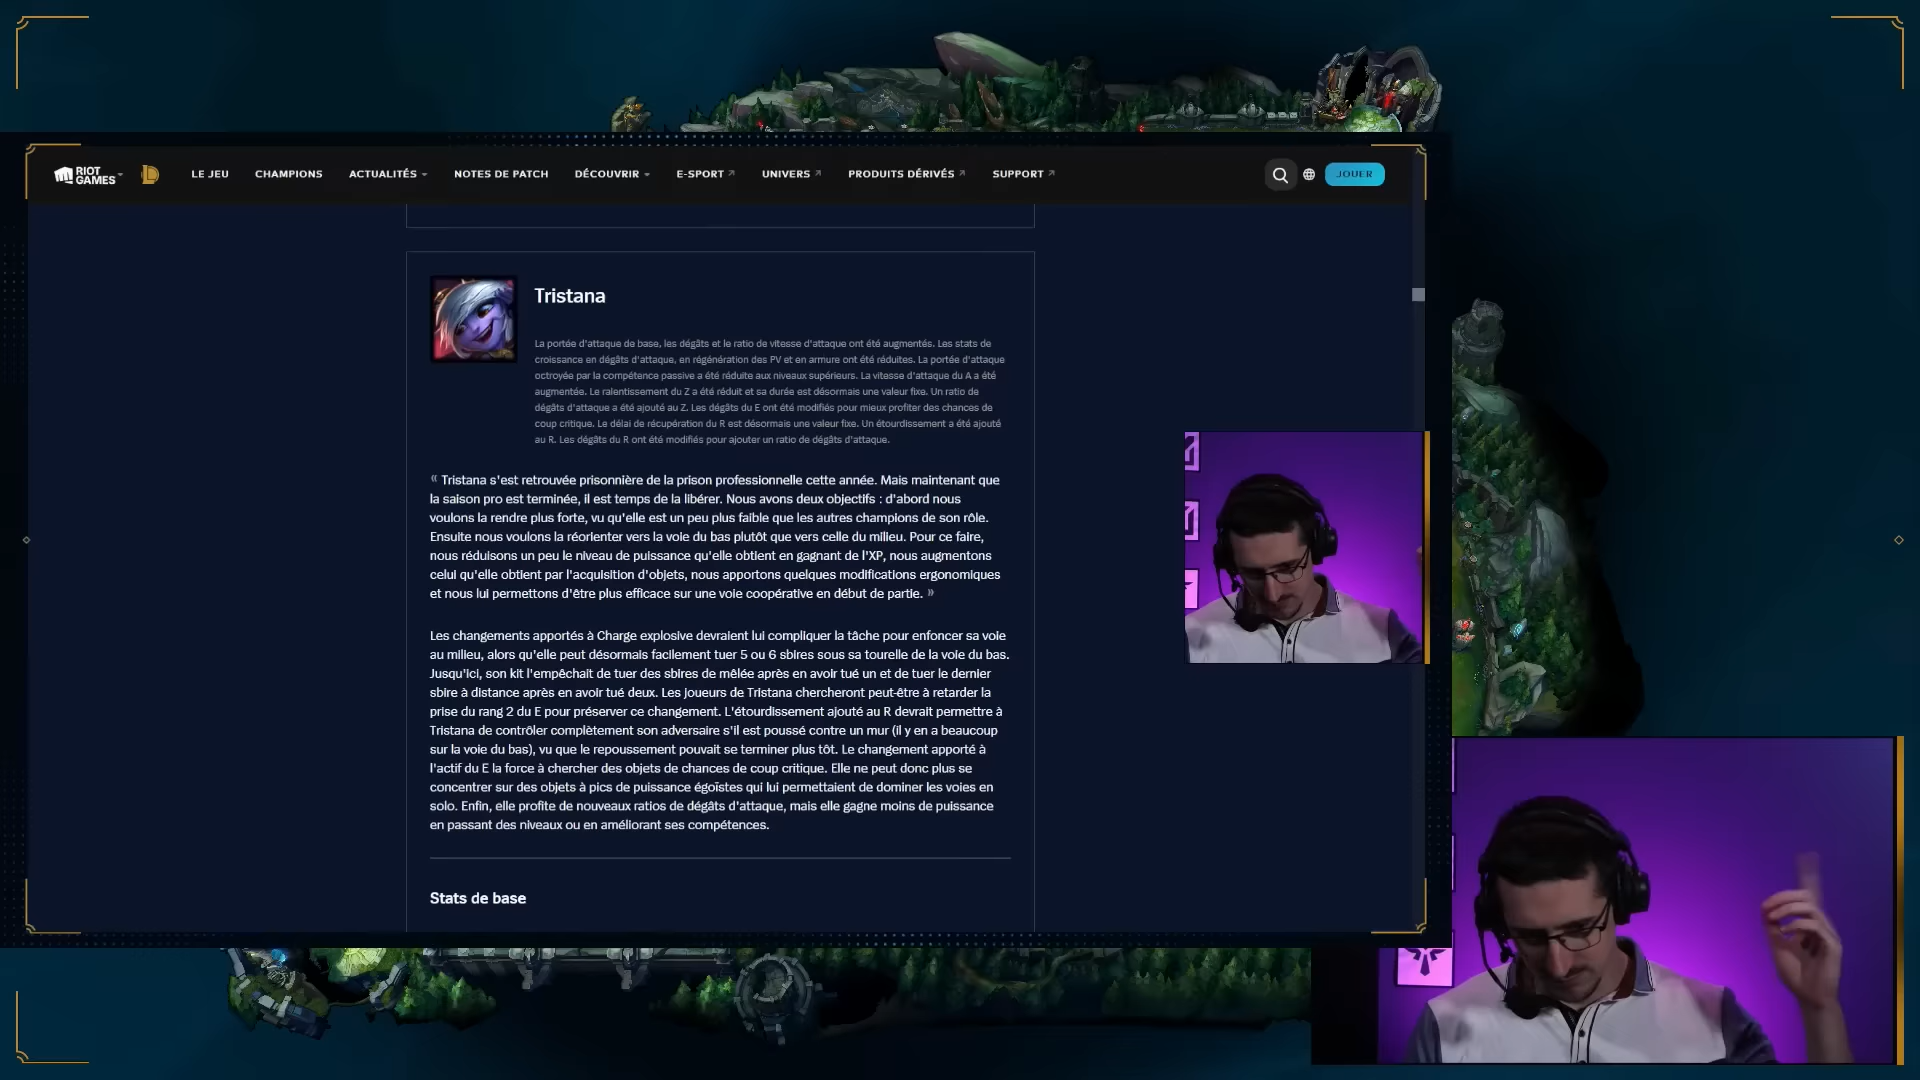 RIOT GAMES
LE JEU
CHAMPIONS
ACTUALITÉS
NOTES DE PATCH
DÉCOUVRIR
E-SPORT
UNIVERS
PRODUITS DÉRIVÉS
SUPPORT
JOUER
Tristana
La portée d'attaque de base, les dégâts et le ratio de vitesse d'attaque ont été augmentés. Les stats de
croissance en dégâts d'attaque, en régénération des PV et en armure ont été réduites. La portée d'attaque
octroyée par la compétence passive a été réduite aux niveaux supérieurs. La vitesse d'attaque du A a été
augmentée. Le ralentissement du Z a été réduit et sa durée est désormais une valeur fixe. Un ratio de
dégâts d'attaque a été ajouté au Z. Les dégâts du E ont été modifiés pour mieux profiter des chances de
coup critique. Le délai de récupération du R est désormais une valeur fixe. Un étourdissement a été ajouté
au R. Les dégâts du R ont été modifiés pour ajouter un ratio de dégâts d'attaque.
« Tristana s'est retrouvée prisonnière de la prison professionnelle cette année. Mais maintenant que
la saison pro est terminée, il est temps de la libérer. Nous avons deux objectifs : d'abord nous
voulons la rendre plus forte, vu qu'elle est un peu plus faible que les autres champions de son rôle.
Ensuite nous voulons la réorienter vers la voie du bas plutôt que vers celle du milieu. Pour ce faire,
nous réduisons un peu le niveau de puissance qu'elle obtient en gagnant de l'XP, nous augmentons
celui qu'elle obtient par l'acquisition d'objets, nous apportons quelques modifications ergonomiques
et nous lui permettons d'être plus efficace sur une voie coopérative en début de partie. »
Les changements apportés à Charge explosive devraient lui compliquer la tâche pour enfoncer sa voie
au milieu, alors qu'elle peut désormais facilement tuer 5 ou 6 sbires sous sa tourelle de la voie du bas.
Jusqu'ici, son kit l'empêchait de tuer des sbires de mêlée après en avoir tué un et de tuer le dernier
sbire à distance après en avoir tué deux. Les joueurs de Tristana chercheront peut-être à retarder la
prise du rang 2 du E pour préserver ce changement. L'étourdissement ajouté au R devrait permettre à
Tristana de contrôler complètement son adversaire s'il est poussé contre un mur (il y en a beaucoup
sur la voie du bas), vu que le repoussement pouvait se terminer plus tôt. Le changement apporté à
l'actif du E la force à chercher des objets de chances de coup critique. Elle ne peut donc plus se
concentrer sur des objets à pics de puissance égoïstes qui lui permettaient de dominer les voies en
solo. Enfin, elle profite de nouveaux ratios de dégâts d'attaque, mais elle gagne moins de puissance
en passant des niveaux ou en améliorant ses compétences.
Stats de base